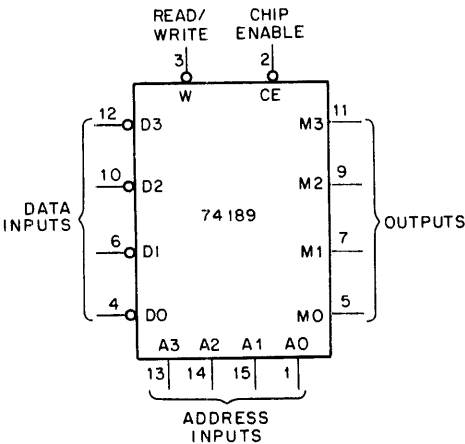 READ/
WRITE
CHIP
ENABLE
3
2
W
CE
12
D3
M3
11
10
D2
M2
9
DATA
INPUTS
74189
OUTPUTS
6
D1
M1
7
4
D0
M0
5
A3
A2
A1
A0
13
14
15
1
ADDRESS
INPUTS